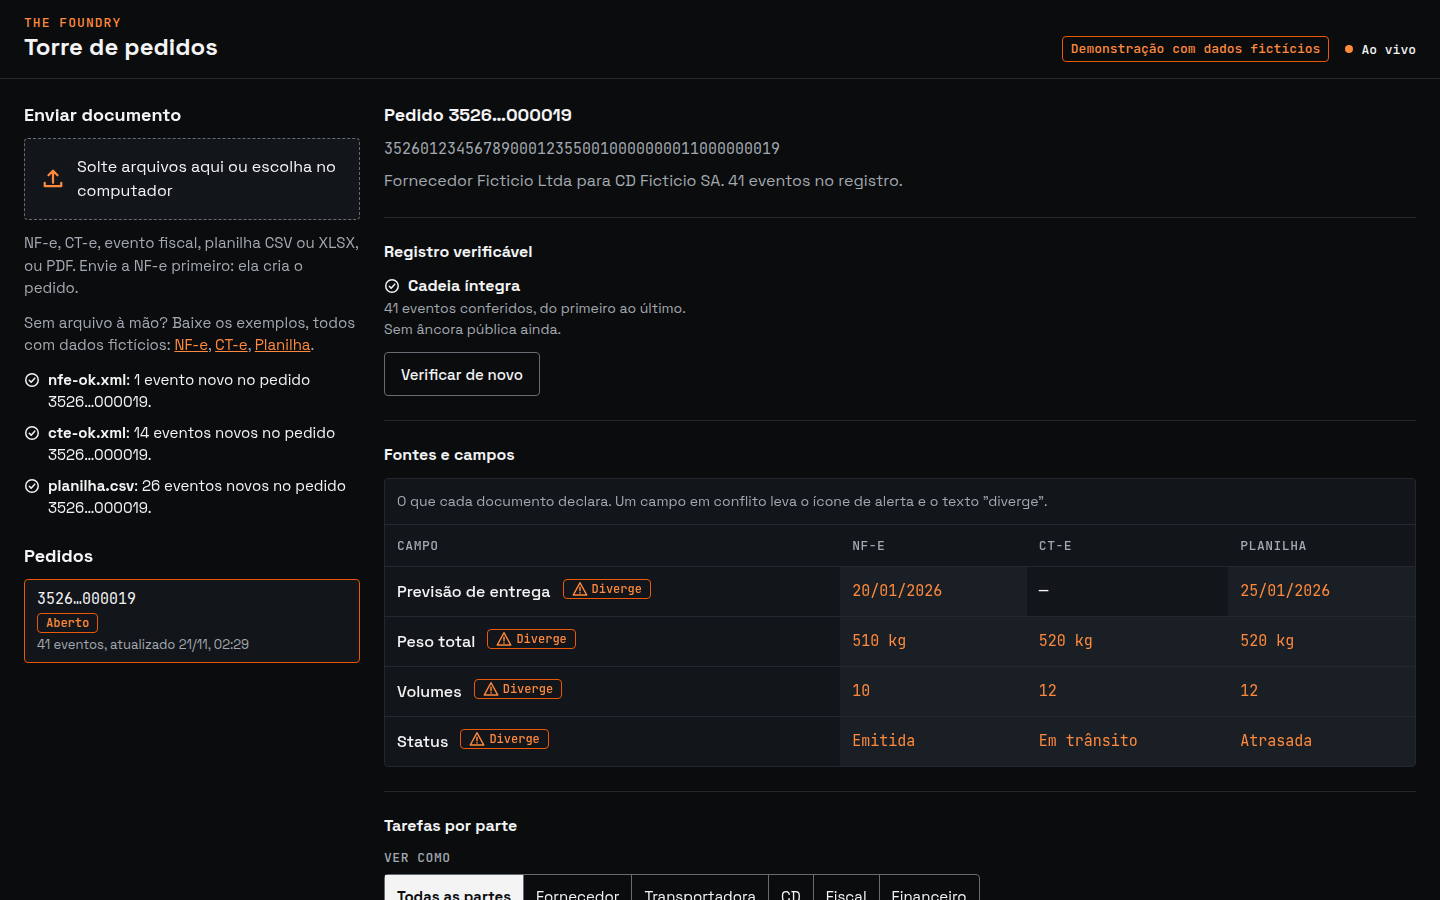 THE FOUNDRY
Torre de pedidos
Demonstração com dados fictícios
Ao vivo
Enviar documento
Solte arquivos aqui ou escolha no
computador
NF-e, CT-e, evento fiscal, planilha CSV ou XLSX,
ou PDF. Envie a NF-e primeiro: ela cria o
pedido.
Sem arquivo à mão? Baixe os exemplos, todos
com dados fictícios: NF-e, CT-e, Planilha.
nfe-ok.xml: 1 evento novo no pedido
3526…000019.
cte-ok.xml: 14 eventos novos no pedido
3526…000019.
planilha.csv: 26 eventos novos no pedido
3526…000019.
Pedidos
3526…000019
Aberto
41 eventos, atualizado 21/11, 02:29
Pedido 3526…000019
35260123456789000123550010000000011000000019
Fornecedor Ficticio Ltda para CD Ficticio SA. 41 eventos no registro.
Registro verificável
Cadeia íntegra
41 eventos conferidos, do primeiro ao último.
Sem âncora pública ainda.
Verificar de novo
Fontes e campos
O que cada documento declara. Um campo em conflito leva o ícone de alerta e o texto "diverge".
CAMPO NF-E CT-E PLANILHA
Previsão de entrega Diverge 20/01/2026 — 25/01/2026
Peso total Diverge 510 kg 520 kg 520 kg
Volumes Diverge 10 12 12
Status Diverge Emitida Em trânsito Atrasada
Tarefas por parte
VER COMO
Todas as partes Fornecedor Transportadora CD Fiscal Financeiro